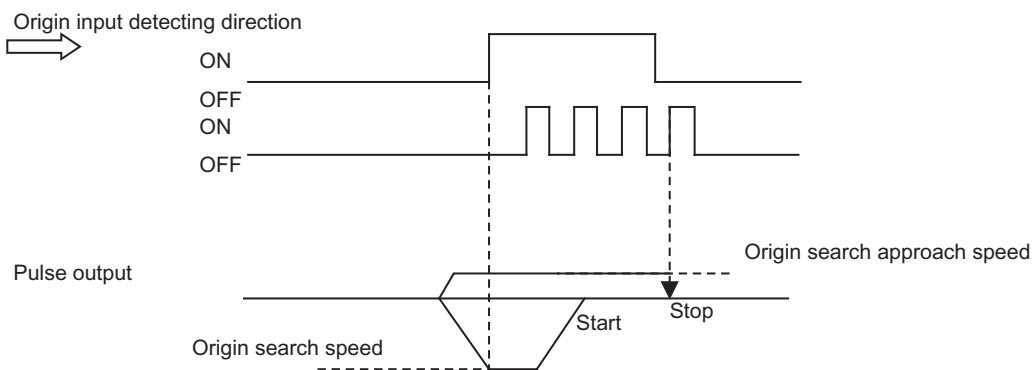 Origin input detecting direction
ON
OFF
ON
OFF
Origin search approach speed
Pulse output
Start
Stop
Origin search speed